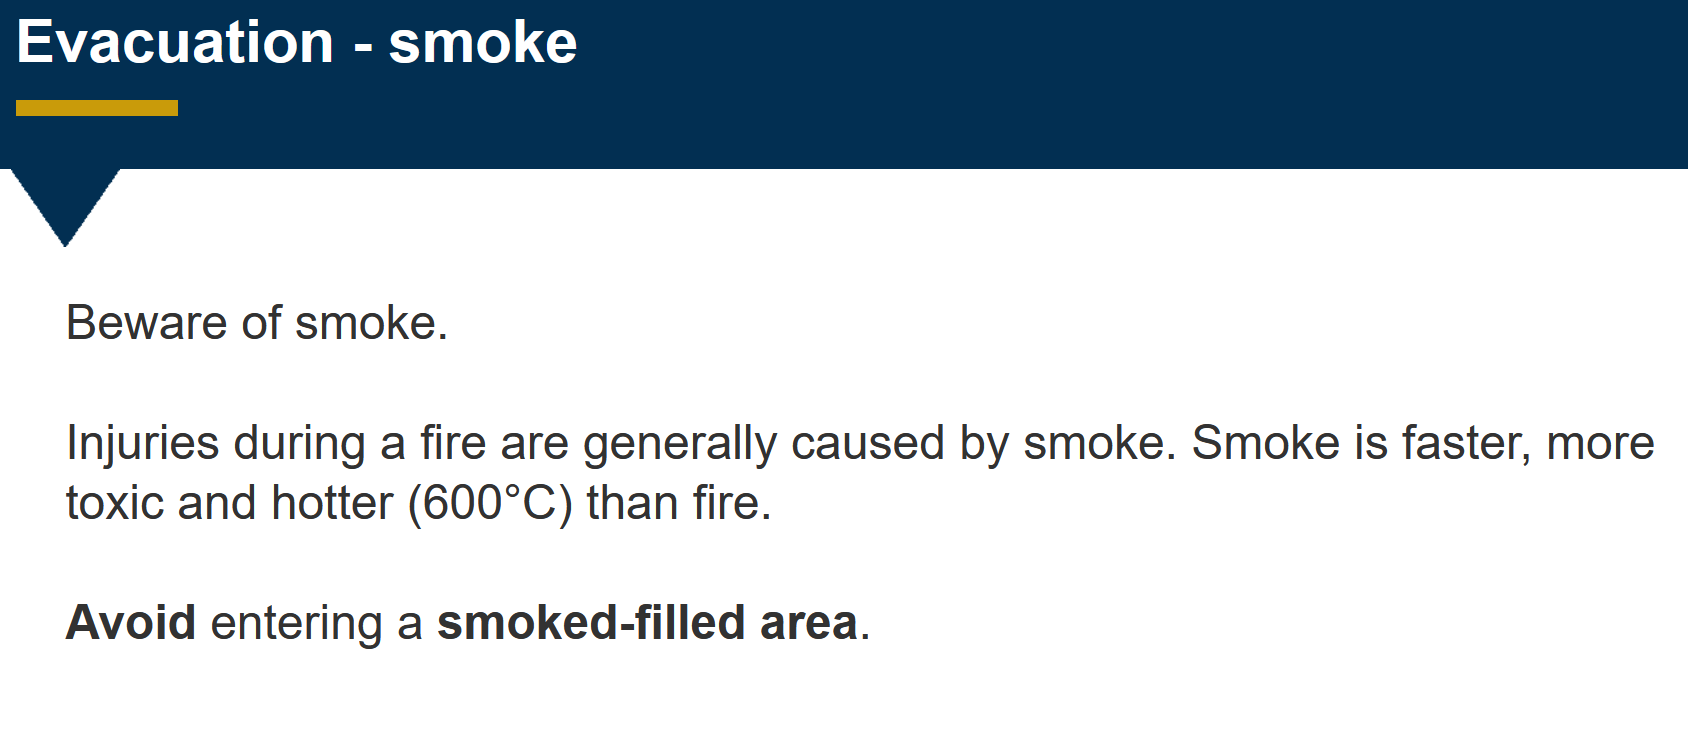 Evacuation - smoke
Beware of smoke.
Injuries during a fire are generally caused by smoke. Smoke is faster, more
toxic and hotter (600°C) than fire.
Avoid entering a smoked-filled area.